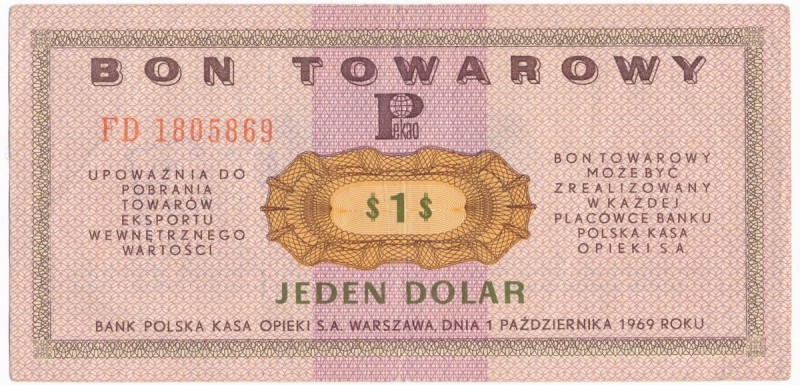 BON TOWAROWY
Pekao
FD 1805869
UPOWAŻNIA DO
POBRANIA
TOWARÓW
EKSPORTU
WEWNĘTRZNEGO
WARTOŚCI
$1$
BON TOWAROWY
MOŻE BYĆ
ZREALIZOWANY
W KAŻDEJ
PLACÓWCE BANKU
POLSKA KASA
OPIEKI S.A.
JEDEN DOLAR
BANK POLSKA KASA OPIEKI S.A. WARSZAWA, DNIA 1 PAŹDZIERNIKA 1969 ROKU